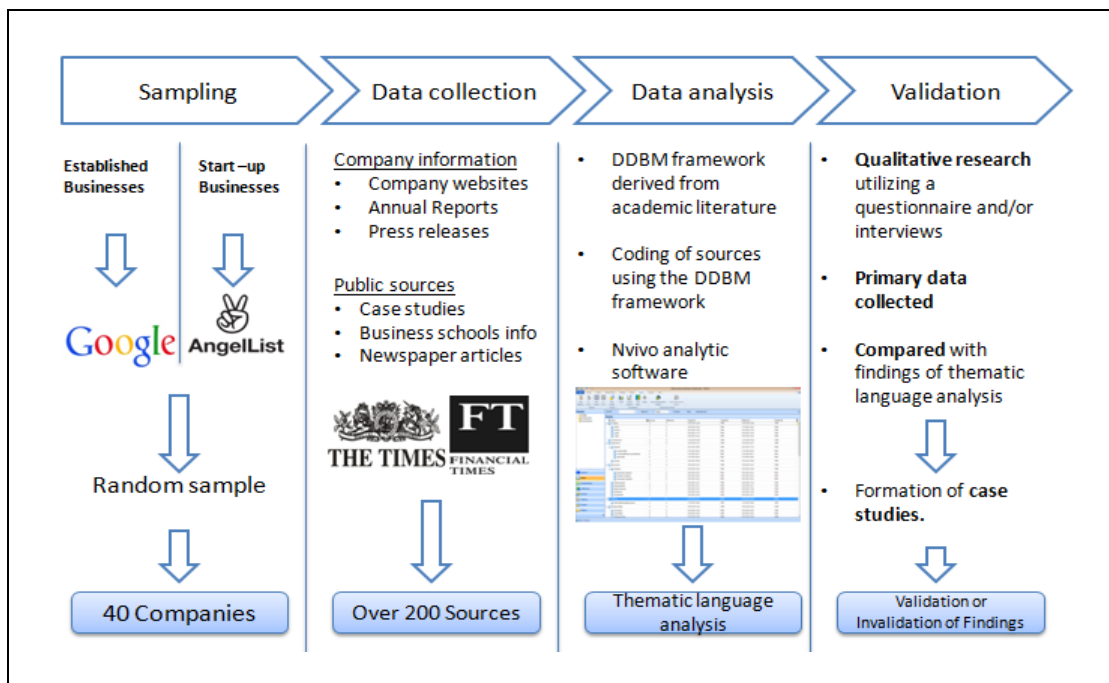 Sampling
Data collection
Data analysis
Validation
Established
Businesses
Start –up
Businesses
Google
AngelList
Random sample
40 Companies
Company information
• Company websites
• Annual Reports
• Press releases
Public sources
• Case studies
• Business schools info
• Newspaper articles
THE TIMES
FT
FINANCIAL
TIMES
Over 200 Sources
• DDBM framework
derived from
academic literature
• Coding of sources
using the DDBM
framework
• Nvivo analytic
software
Thematic language
analysis
• Qualitative research
utilizing a
questionnaire and/or
interviews
• Primary data
collected
• Compared with
findings of thematic
language analysis
• Formation of case
studies.
Validation or
Invalidation of Findings